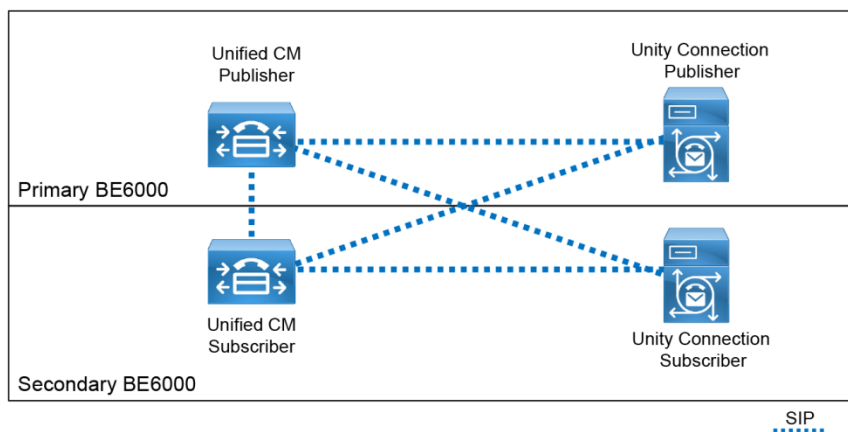 Unified CM
Publisher
Unity Connection
Publisher
Primary BE6000
Unified CM
Subscriber
Unity Connection
Subscriber
Secondary BE6000
SIP